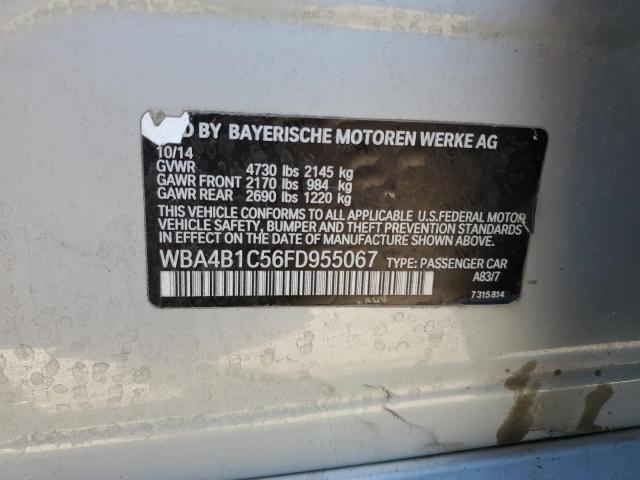 D BY BAYERISCHE MOTOREN WERKE AG
10/14
GVWR 4730 lbs 2145 kg
GAWR FRONT 2170 lbs 984 kg
GAWR REAR 2690 lbs 1220 kg
THIS VEHICLE CONFORMS TO ALL APPLICABLE U.S.FEDERAL MOTOR
VEHICLE SAFETY, BUMPER AND THEFT PREVENTION STANDARDS
IN EFFECT ON THE DATE OF MANUFACTURE SHOWN ABOVE.
WBA4B1C56FD955067 TYPE: PASSENGER CAR
A83/7
7315814